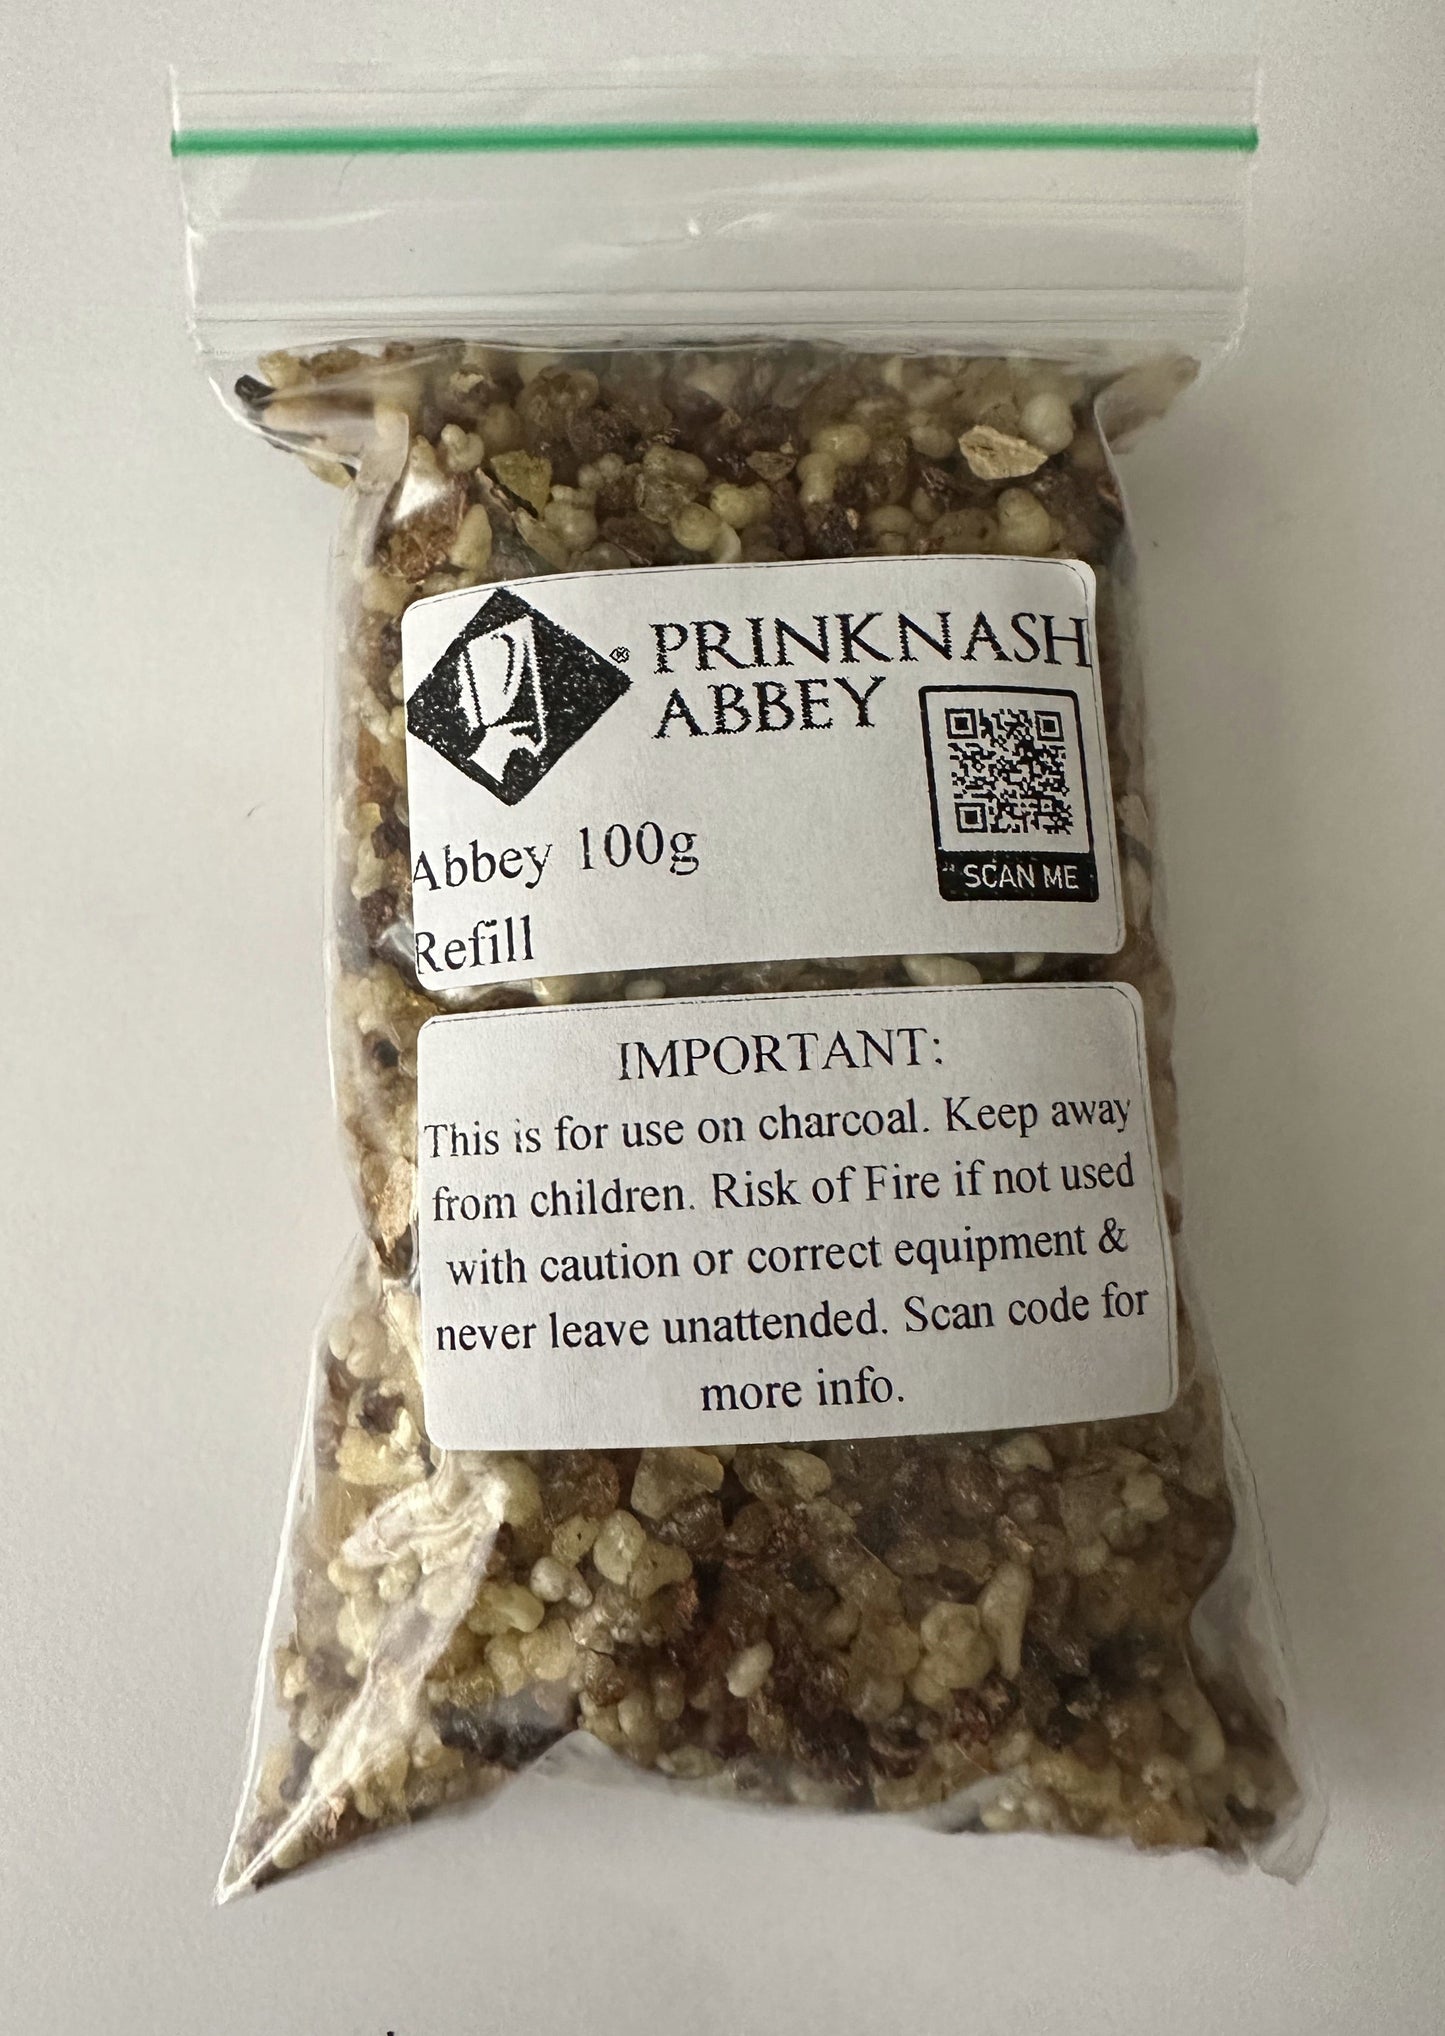 PRINKNASH
ABBEY
SCAN ME
Abbey 100g
Refill
IMPORTANT:
This is for use on charcoal. Keep away
from children. Risk of Fire if not used
with caution or correct equipment &
never leave unattended. Scan code for
more info.